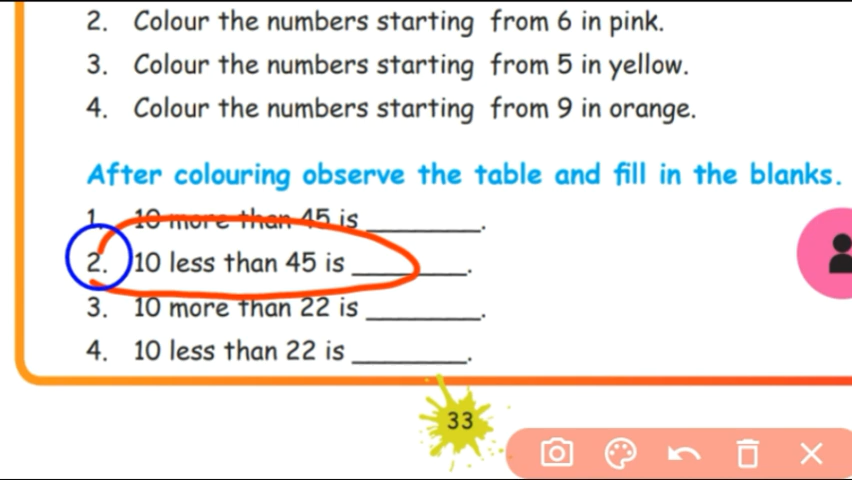 2. Colour the numbers starting from 6 in pink.
3. Colour the numbers starting from 5 in yellow.
4. Colour the numbers starting from 9 in orange.
After colouring observe the table and fill in the blanks.
1. 10 more than 45 is ________.
2. 10 less than 45 is ________.
3. 10 more than 22 is ________.
4. 10 less than 22 is ________.
33